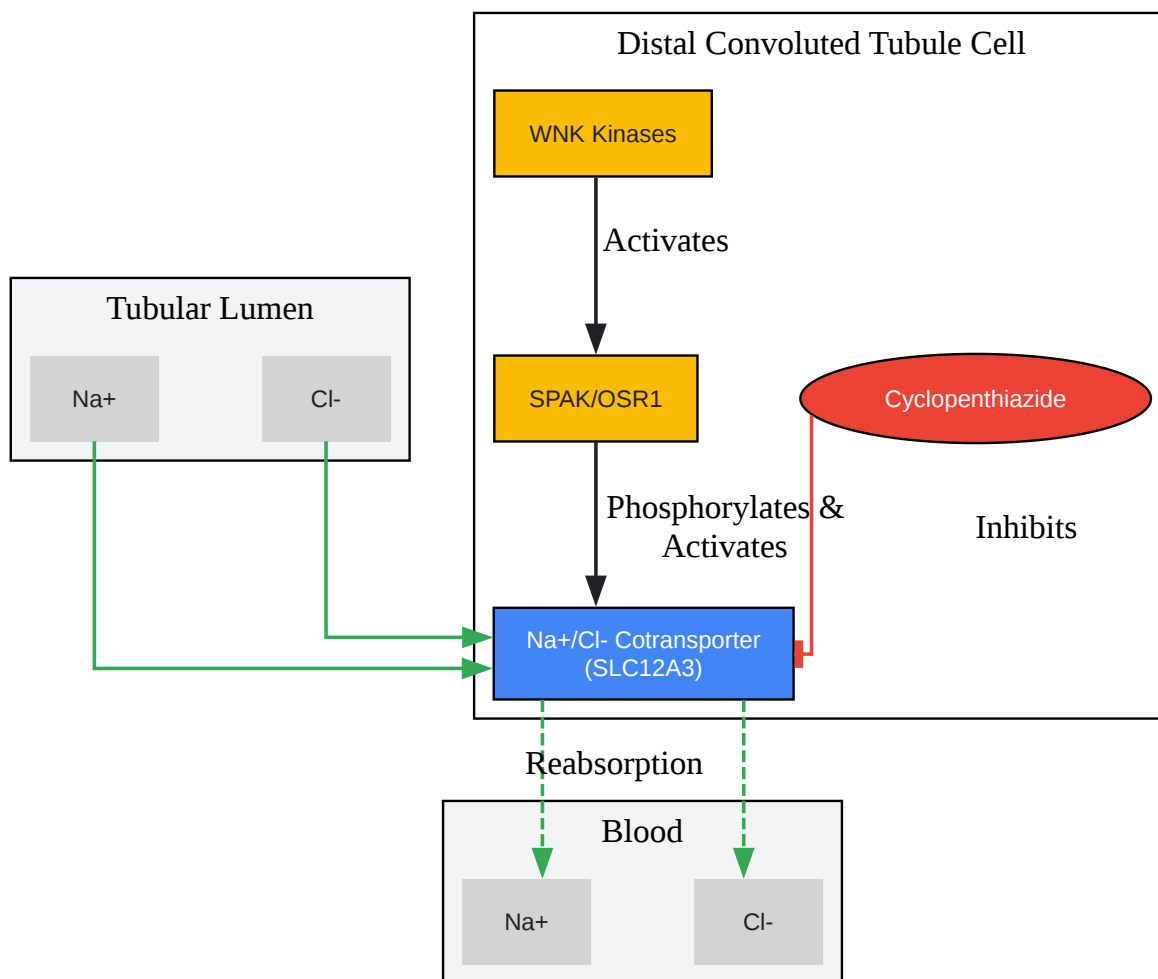 Distal Convoluted Tubule Cell
WNK Kinases
Activates
Tubular Lumen
Na+
Cl-
SPAK/OSR1
Cyclopenthiazide
Phosphorylates &
Activates
Inhibits
Na+/Cl- Cotransporter
(SLC12A3)
Reabsorption
Blood
Na+
Cl-